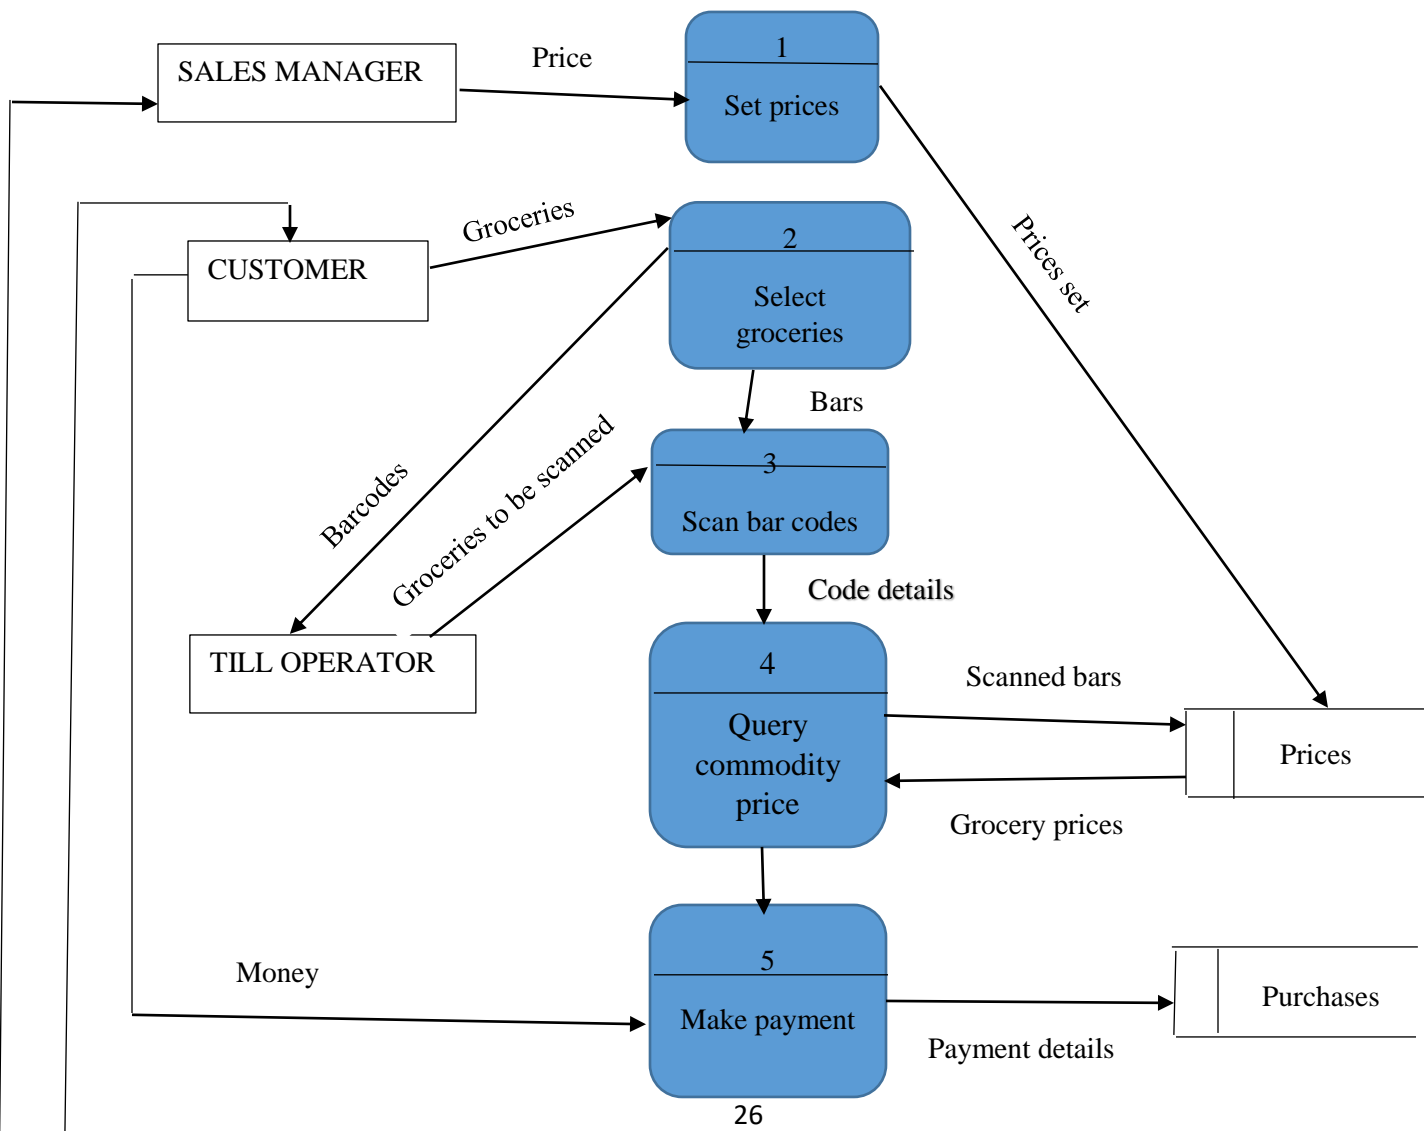 SALES MANAGER
Price
1
Set prices
CUSTOMER
Groceries
2
Select
groceries
Prices set
Bars
Barcodes
Groceries to be scanned
3
Scan bar codes
Code details
TILL OPERATOR
4
Query
commodity
price
Scanned bars
Prices
Grocery prices
Money
5
Make payment
Purchases
Payment details
26